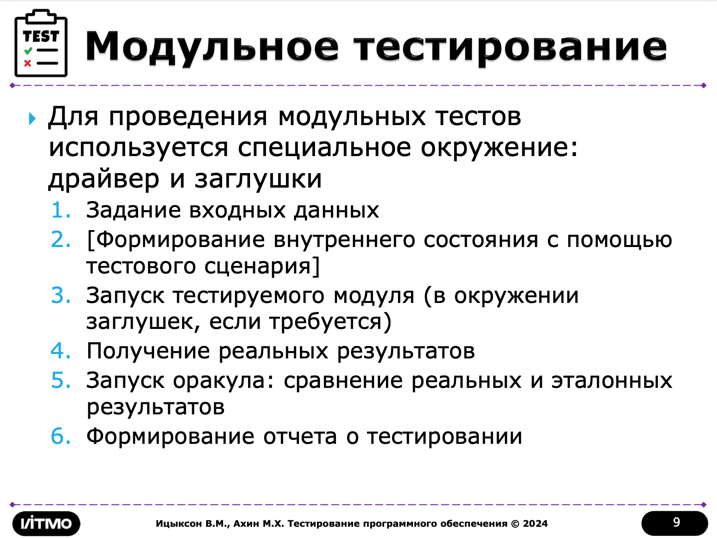 TEST
Модульное тестирование
Для проведения модульных тестов
используется специальное окружение:
драйвер и заглушки
1. Задание входных данных
2. [Формирование внутреннего состояния с помощью
тестового сценария]
3. Запуск тестируемого модуля (в окружении
заглушек, если требуется)
4. Получение реальных результатов
5. Запуск оракула: сравнение реальных и эталонных
результатов
6. Формирование отчета о тестировании
ИТМО
Ицыксон В.М., Ахин М.Х. Тестирование программного обеспечения © 2024
9